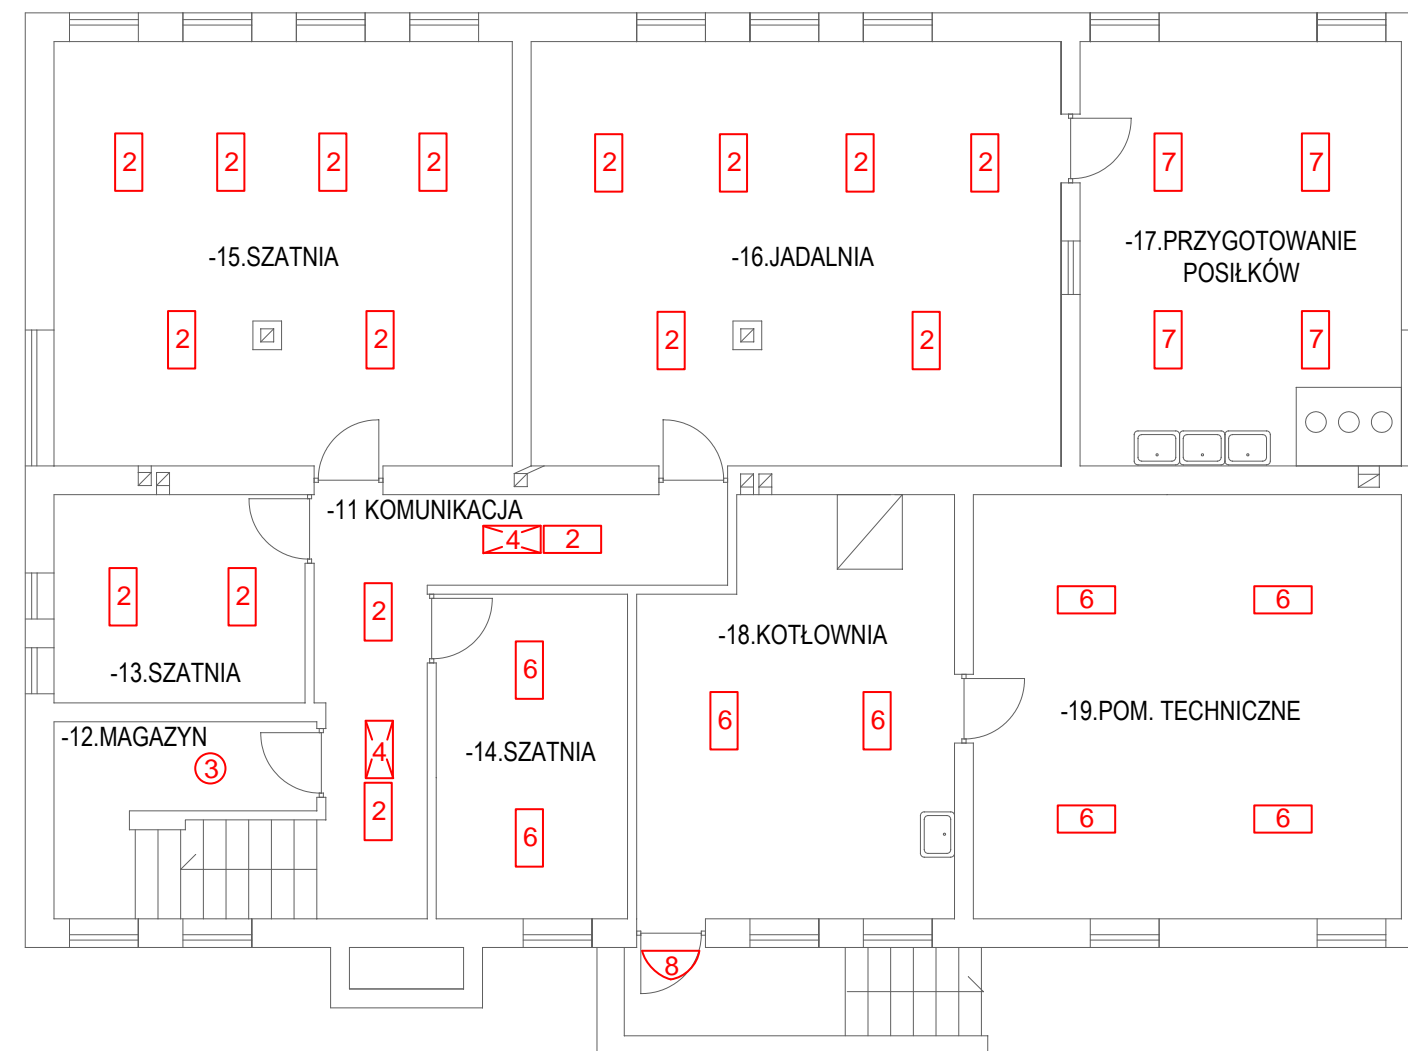 2 2 2 2
2 2 2 2
7 7
-15.SZATNIA
-16.JADALNIA
-17.PRZYGOTOWANIE
POSIŁKÓW
2 2
2 2
7 7
-11 KOMUNIKACJA
4 2
2 2
-13.SZATNIA
2
6
-18.KOTŁOWNIA
6 6
6 6
-19.POM. TECHNICZNE
-12.MAGAZYN
3
4
2
-14.SZATNIA
6
6 6
8